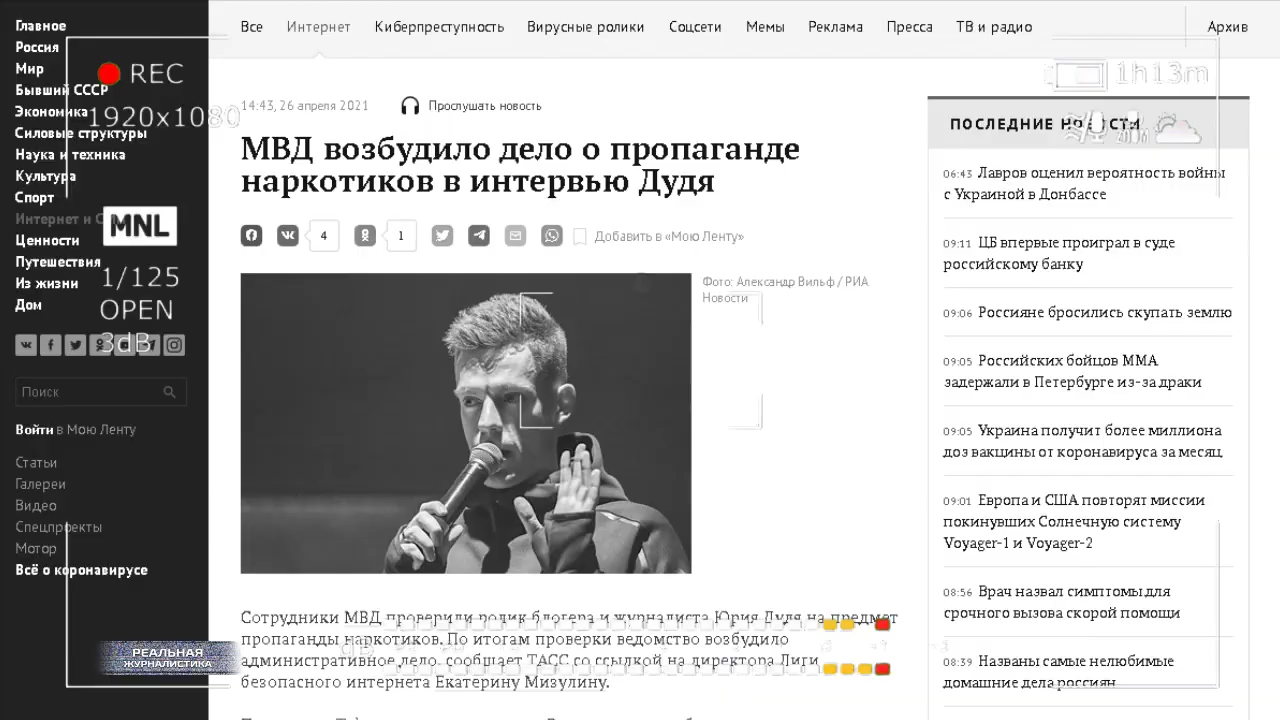 Главное
Россия
Мир
Бывший СССР
Экономика
Силовые структуры
Наука и техника
Культура
Спорт
Интернет и С
Ценности
Путешествия
Из жизни
Дом
Поиск
Войти в Мою Ленту
Статьи
Галереи
Видео
Спецпроекты
Мотор
Всё о коронавирусе
REC
1920x1080
MNL
1/125
OPEN
3dB
РЕАЛЬНАЯ
ЖУРНАЛИСТИКА
Все Интернет Киберпреступность Вирусные ролики Соцсети Мемы Реклама Пресса ТВ и радио Архив
1h13m
14:43, 26 апреля 2021 Прослушать новость
МВД возбудило дело о пропаганде
наркотиков в интервью Дудя
4 1 Добавить в «Мою Ленту»
Фото: Александр Вильф / РИА
Новости
Сотрудники МВД проверили ролик блогера и журналиста Юрия Дудя на предмет
пропаганды наркотиков. По итогам проверки ведомство возбудило
административное дело, сообщает ТАСС со ссылкой на директора Лиги
безопасного интернета Екатерину Мизулину.
ПОСЛЕДНИЕ НОВОСТИ
06:43 Лавров оценил вероятность войны
с Украиной в Донбассе
09:11 ЦБ впервые проиграл в суде
российскому банку
09:06 Россияне бросились скупать землю
09:05 Российских бойцов ММА
задержали в Петербурге из-за драки
09:05 Украина получит более миллиона
доз вакцины от коронавируса за месяц
09:01 Европа и США повторят миссии
покинувших Солнечную систему
Voyager-1 и Voyager-2
08:56 Врач назвал симптомы для
срочного вызова скорой помощи
08:39 Названы самые нелюбимые
домашние дела россиян